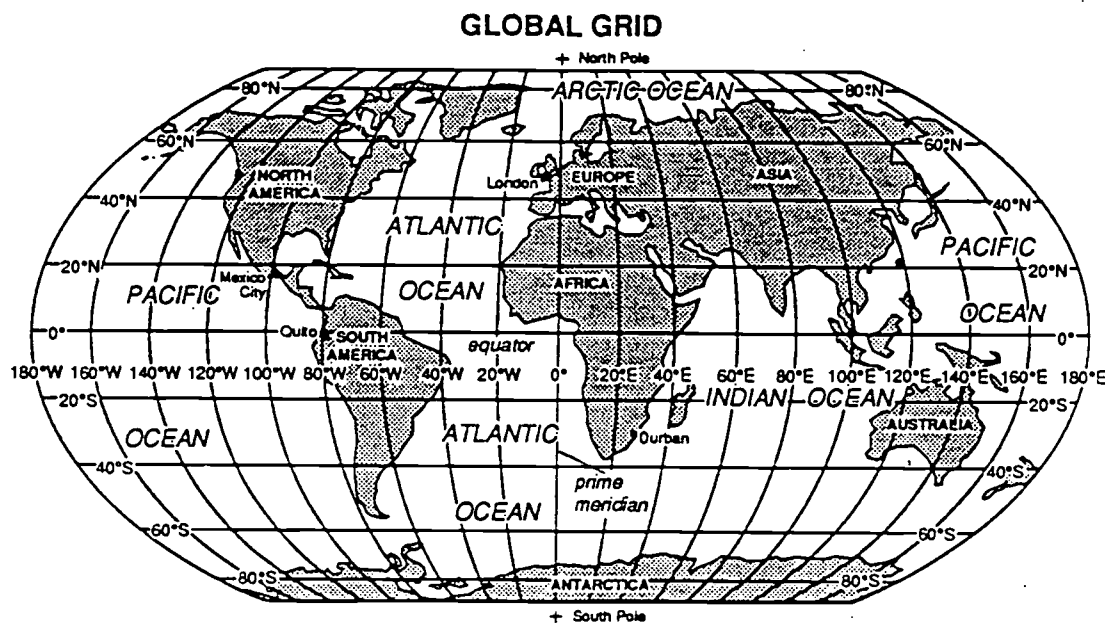 GLOBAL GRID
+ North Pole
80°N ARCTIC OCEAN 80°N
60°N 60°N
NORTH
AMERICA
London
EUROPE
ASIA
40°N 40°N
ATLANTIC
OCEAN
PACIFIC
OCEAN
20°N 20°N
Mexico
City
PACIFIC
OCEAN
AFRICA
0° 0°
Quito
SOUTH
AMERICA
equator
180°W 160°W 140°W 120°W 100°W 80°W 60°W 40°W 20°W 0° 20°E 40°E 60°E 80°E 100°E 120°E 140°E 160°E 180°E
20°S 20°S
INDIAN OCEAN
AUSTRALIA
ATLANTIC
OCEAN
Durban
40°S 40°S
prime
meridian
60°S 60°S
80°S 80°S
ANTARCTICA
+ South Pole